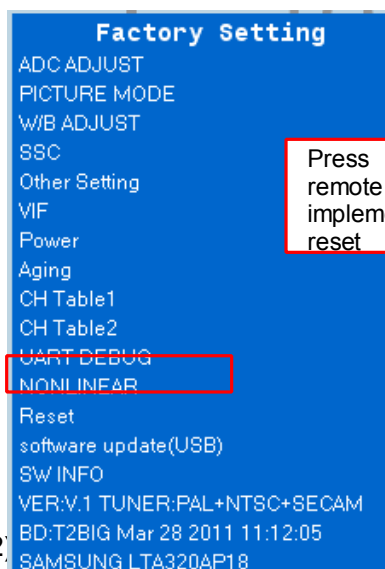 Factory Setting
ADC ADJUST
PICTURE MODE
W/B ADJUST
SSC
Other Setting
VIF
Power
Aging
CH Table1
CH Table2
UART DEBUG
NONLINEAR
Reset
software update(USB)
SW INFO
VER:V.1 TUNER:PAL+NTSC+SECAM
BD:T2BIG Mar 28 2011 11:12:05
SAMSUNG LTA320AP18
Press
remote
implem
reset
2)